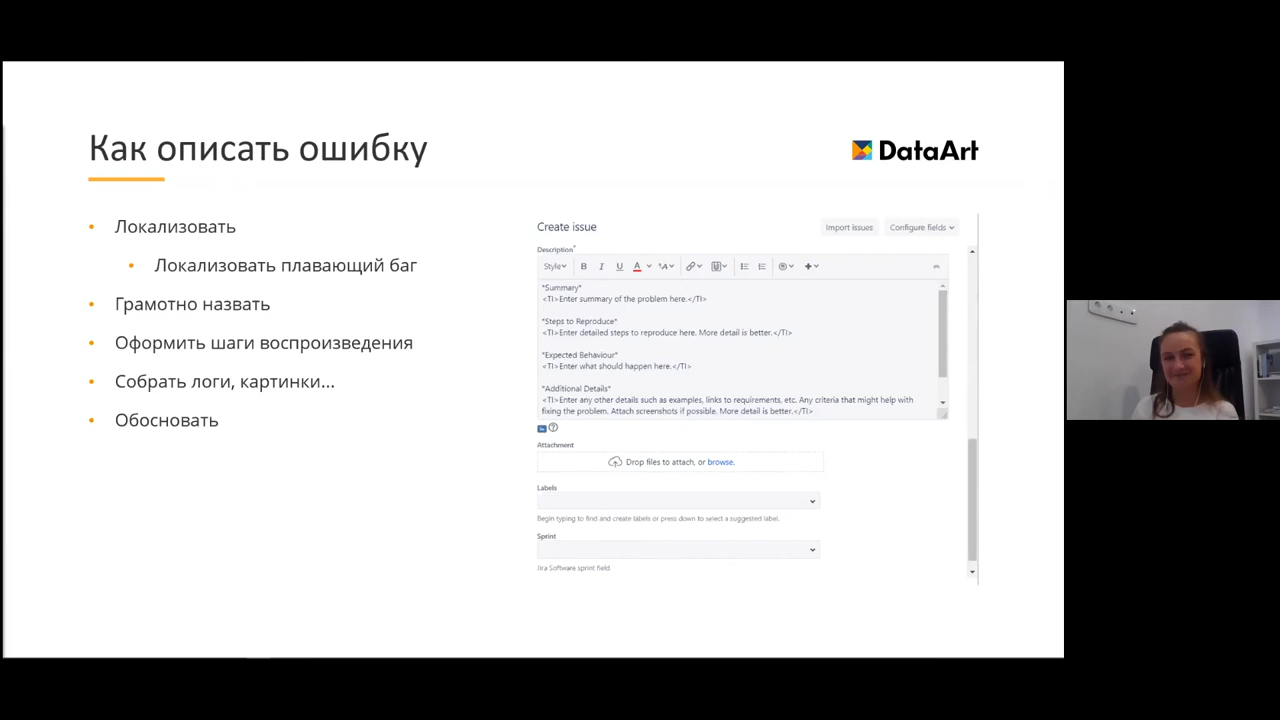 Как описать ошибку
DataArt
• Локализовать
• Локализовать плавающий баг
• Грамотно назвать
• Оформить шаги воспроизведения
• Собрать логи, картинки...
• Обосновать
Create issue
Import issues
Configure fields
Description*
Style
B I U A
*Summary*
<TI>Enter summary of the problem here.</TI>
*Steps to Reproduce*
<TI>Enter detailed steps to reproduce here. More detail is better.</TI>
*Expected Behaviour*
<TI>Enter what should happen here.</TI>
*Additional Details*
<TI>Enter any other details such as examples, links to requirements, etc. Any criteria that might help with
fixing the problem. Attach screenshots if possible. More detail is better.</TI>
Attachment
Drop files to attach, or browse.
Labels
Begin typing to find and create labels or press down to select a suggested label.
Sprint
Jira Software sprint field